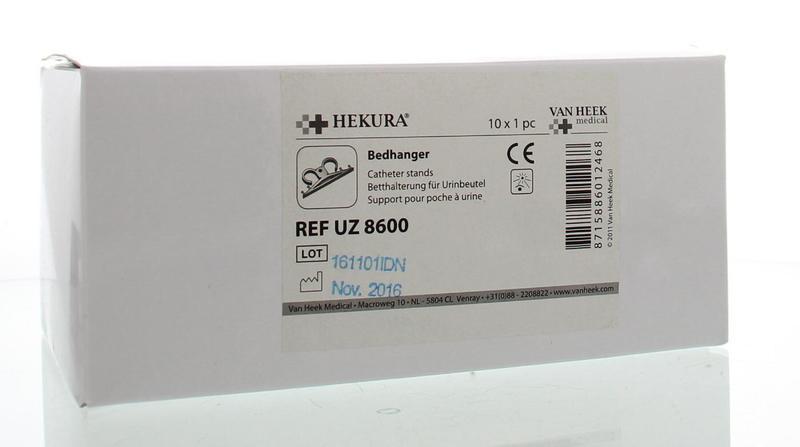 HEKURA®
10 x 1 pc
VAN HEEK
medical
Bedhanger
Catheter stands
Betthalterung für Urinbeutel
Support pour poche à urine
CE
REF UZ 8600
LOT 161101IDN
Nov. 2016
8715886012468
© 2011 Van Heek Medical
Van Heek Medical • Macroweg 10 • NL - 5804 CL Venray • +31(0)88 - 2208822 • www.vanheek.com